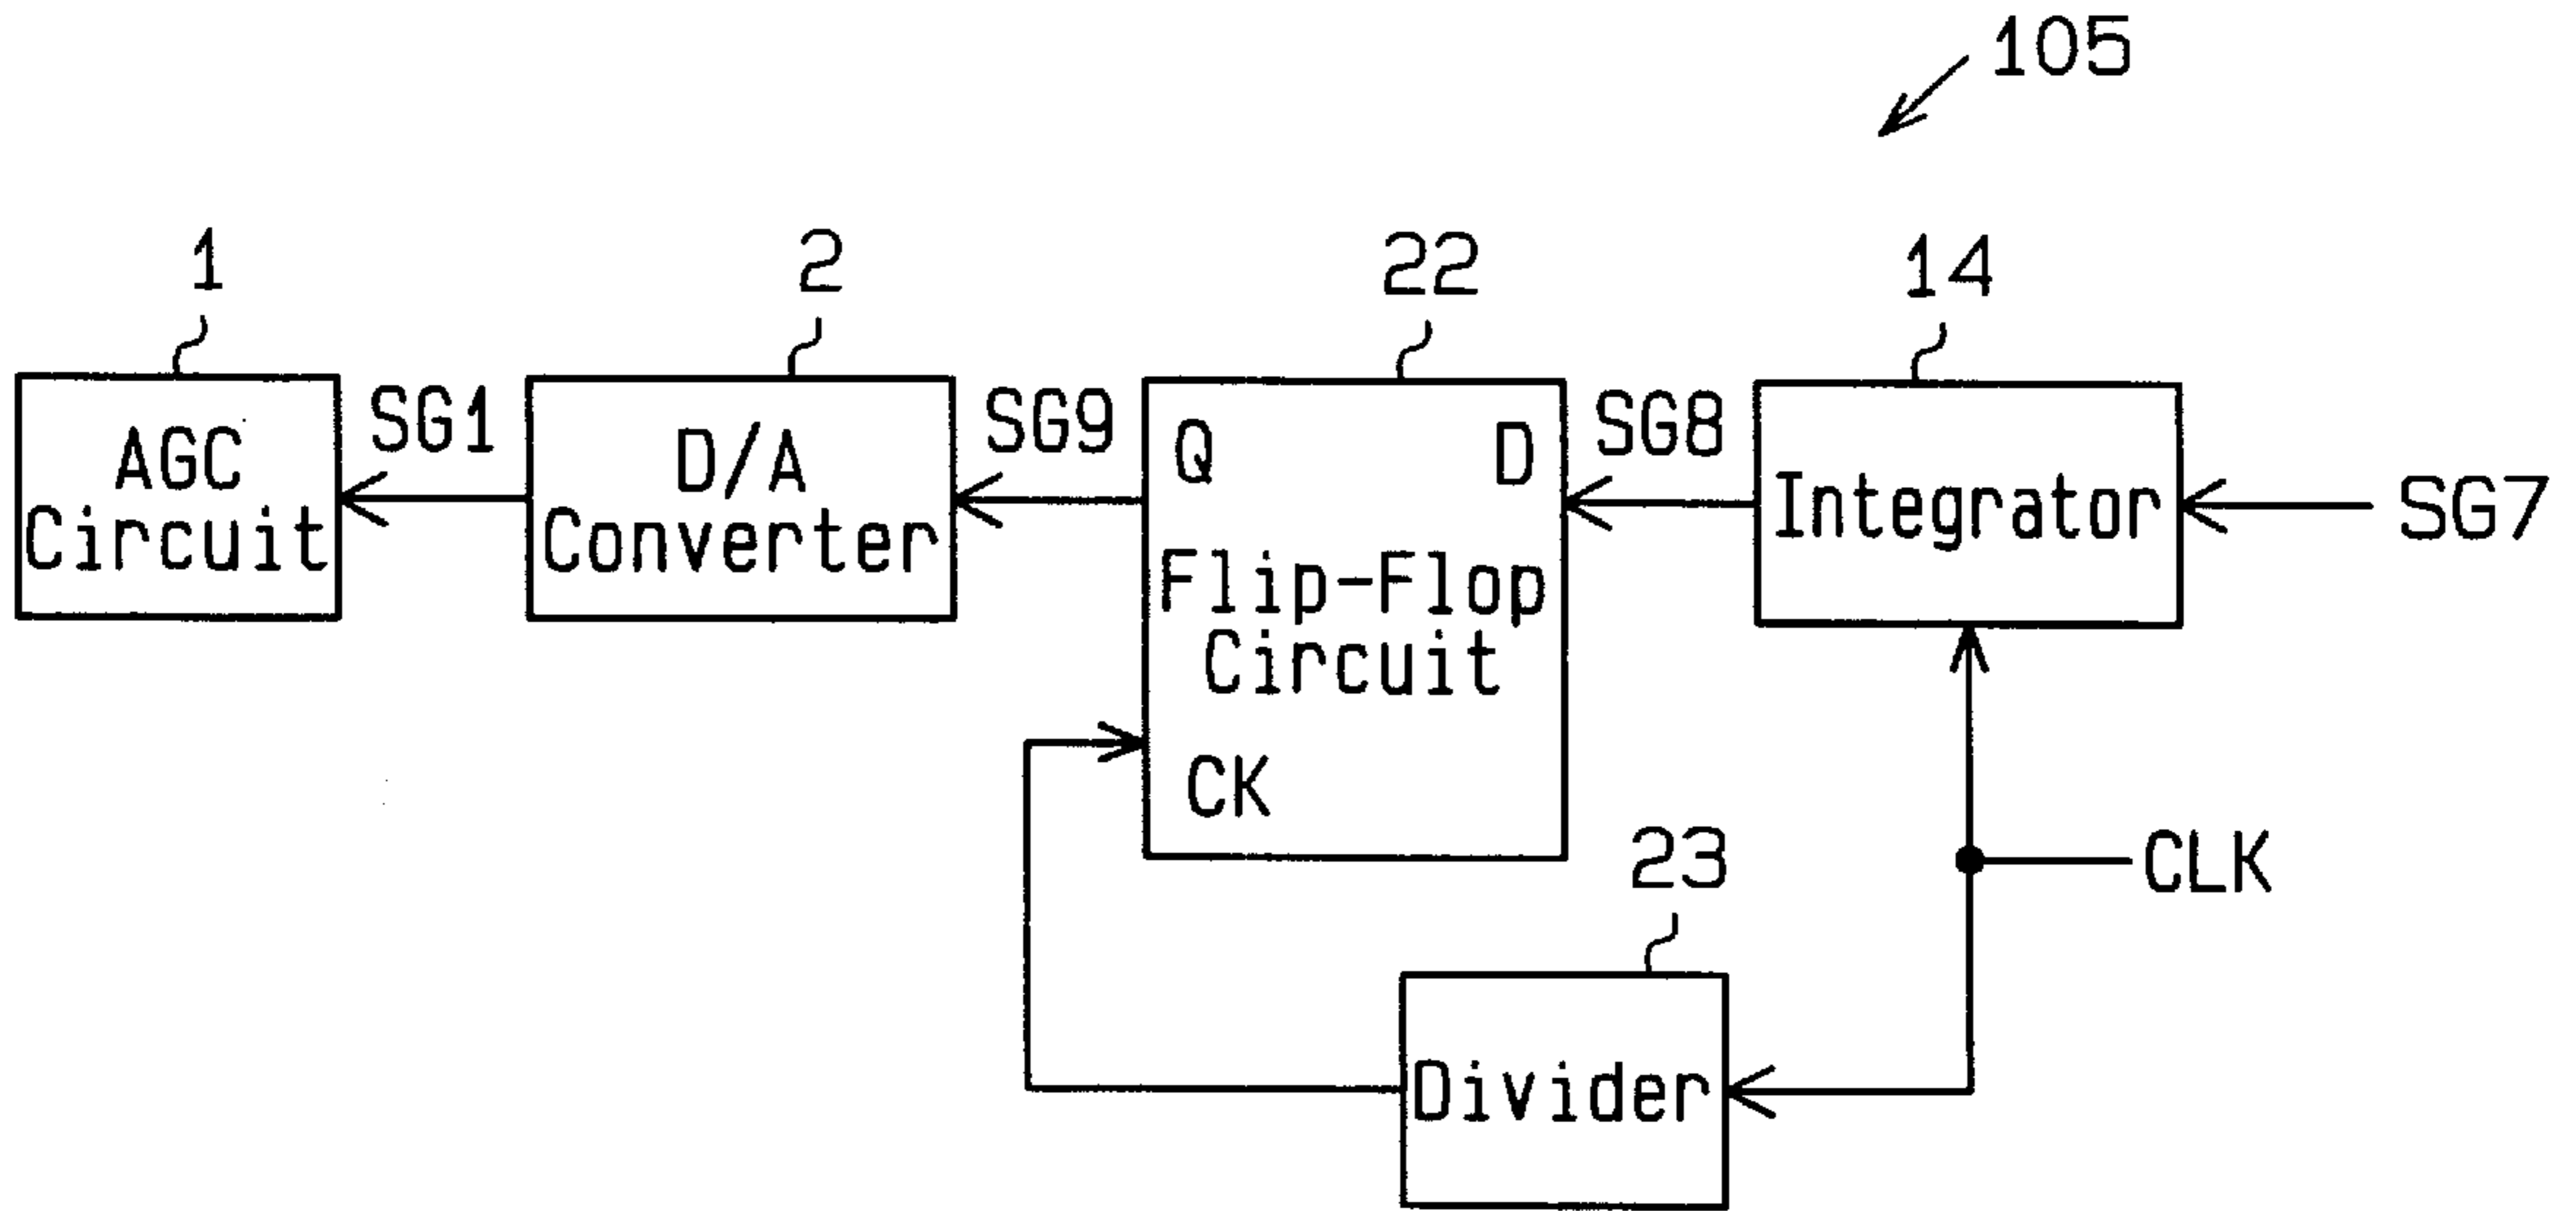 105
1
2
22
14
AGC
Circuit
SG1
D/A
Converter
SG9
Q
D
Flip-Flop
Circuit
CK
SG8
Integrator
SG7
23
CLK
Divider